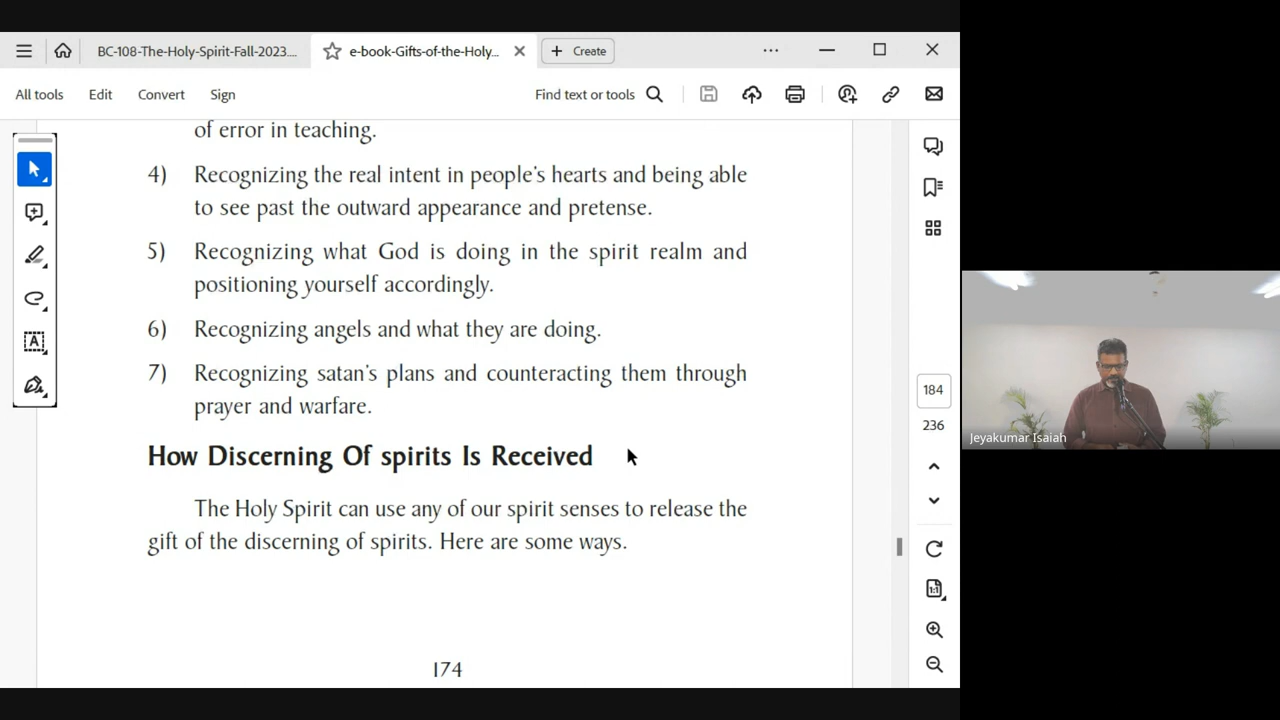 BC-108-The-Holy-Spirit-Fall-2023....
e-book-Gifts-of-the-Holy...
Create
All tools
Edit
Convert
Sign
Find text or tools
of error in teaching.
4) Recognizing the real intent in people's hearts and being able
to see past the outward appearance and pretense.
5) Recognizing what God is doing in the spirit realm and
positioning yourself accordingly.
6) Recognizing angels and what they are doing.
7) Recognizing satan's plans and counteracting them through
prayer and warfare.
How Discerning Of spirits Is Received
The Holy Spirit can use any of our spirit senses to release the
gift of the discerning of spirits. Here are some ways.
174
184
236
1:1
Jeyakumar Isaiah